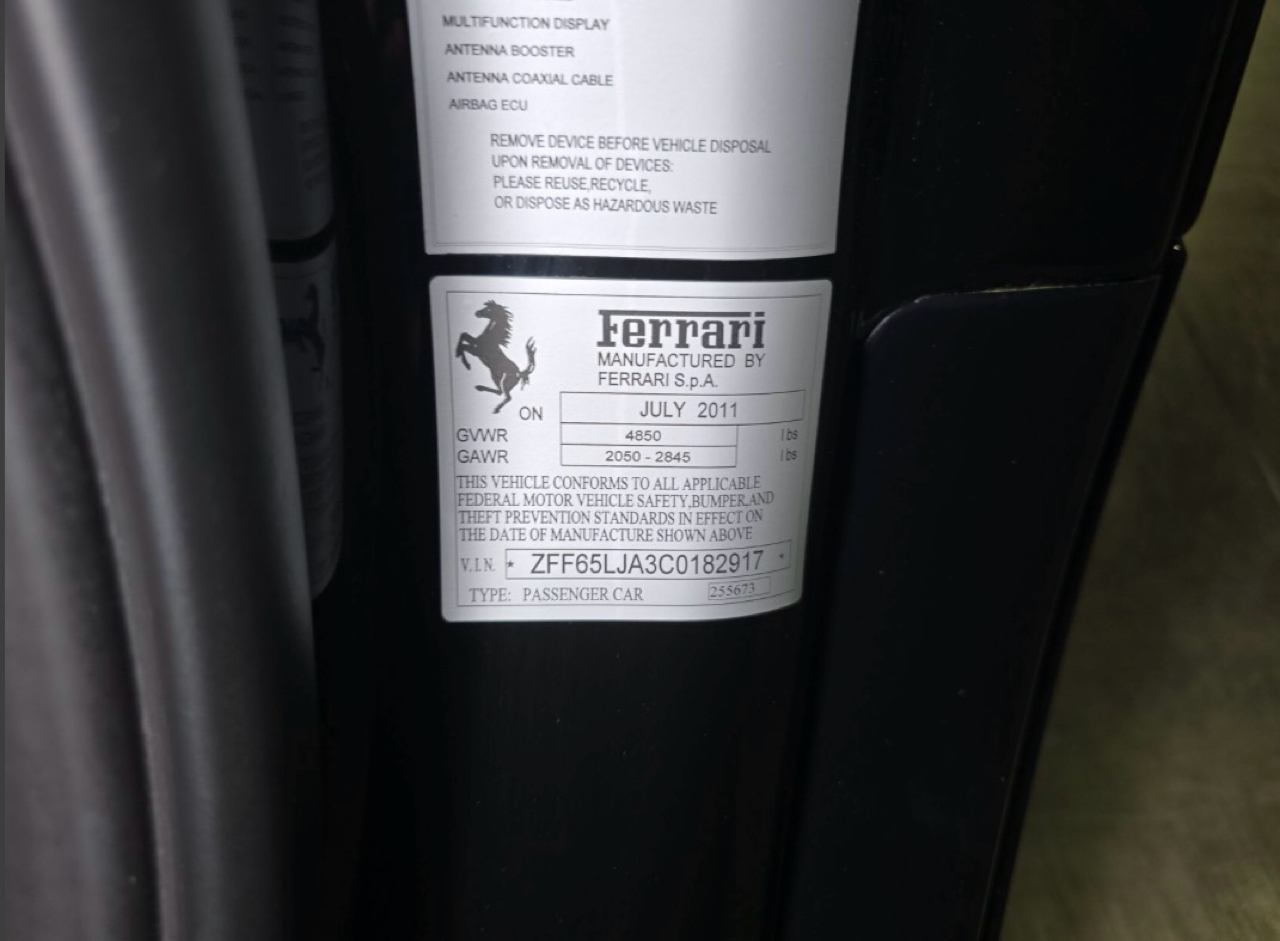 MULTIFUNCTION DISPLAY
ANTENNA BOOSTER
ANTENNA COAXIAL CABLE
AIRBAG ECU
REMOVE DEVICE BEFORE VEHICLE DISPOSAL
UPON REMOVAL OF DEVICES:
PLEASE REUSE,RECYCLE,
OR DISPOSE AS HAZARDOUS WASTE
Ferrari
MANUFACTURED BY
FERRARI S.p.A.
ON JULY 2011
GVWR 4850 lbs
GAWR 2050 - 2845 lbs
THIS VEHICLE CONFORMS TO ALL APPLICABLE
FEDERAL MOTOR VEHICLE SAFETY,BUMPER,AND
THEFT PREVENTION STANDARDS IN EFFECT ON
THE DATE OF MANUFACTURE SHOWN ABOVE
V.I.N. * ZFF65LJA3C0182917 *
TYPE: PASSENGER CAR 255673